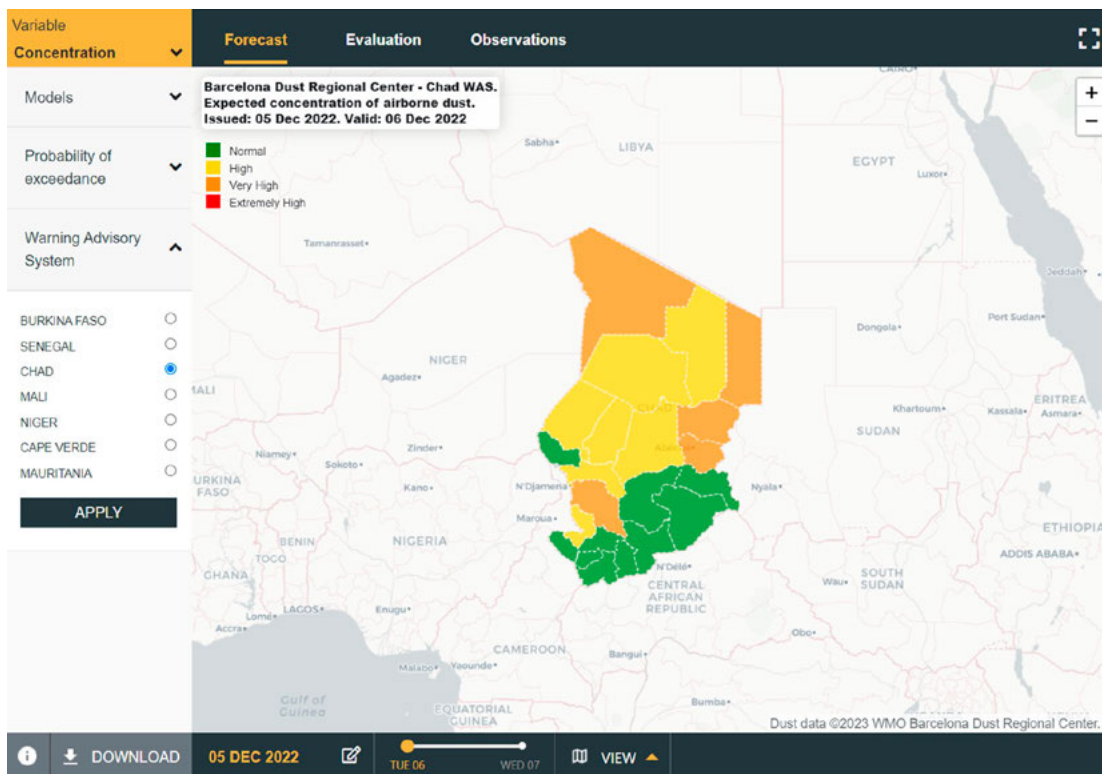 Variable
Concentration
Models
Probability of
exceedance
Warning Advisory
System
BURKINA FASO
SENEGAL
CHAD
MALI
NIGER
CAPE VERDE
MAURITANIA
APPLY
Forecast
Evaluation
Observations
Barcelona Dust Regional Center - Chad WAS.
Expected concentration of airborne dust.
Issued: 05 Dec 2022. Valid: 06 Dec 2022
Normal
High
Very High
Extremely High
+
−
CAIRO
Sabha
LIBYA
EGYPT
Luxor
Tamanrasset
Jeddah
Dongola
Port Sudan
NIGER
Agadez
MALI
CHAD
Khartoum
Kassala
ERITREA
Asmara
SUDAN
Niamey
Zinder
Sokoto
URKINA
FASO
Kano
N'Djamena
Nyala
Maroua
ETHIOPIA
BENIN
NIGERIA
ADDIS ABABA
TOGO
GHANA
N'Délé
CENTRAL
AFRICAN
REPUBLIC
Wau
SOUTH
SUDAN
Lomé
LAGOS
Enugu
Accra
Obo
CAMEROON
Bangui
Malabo
Yaounde
Gulf of
Guinea
EQUATORIAL
GUINEA
Bumba
Dust data ©2023 WMO Barcelona Dust Regional Center.
DOWNLOAD
05 DEC 2022
TUE 06
WED 07
VIEW